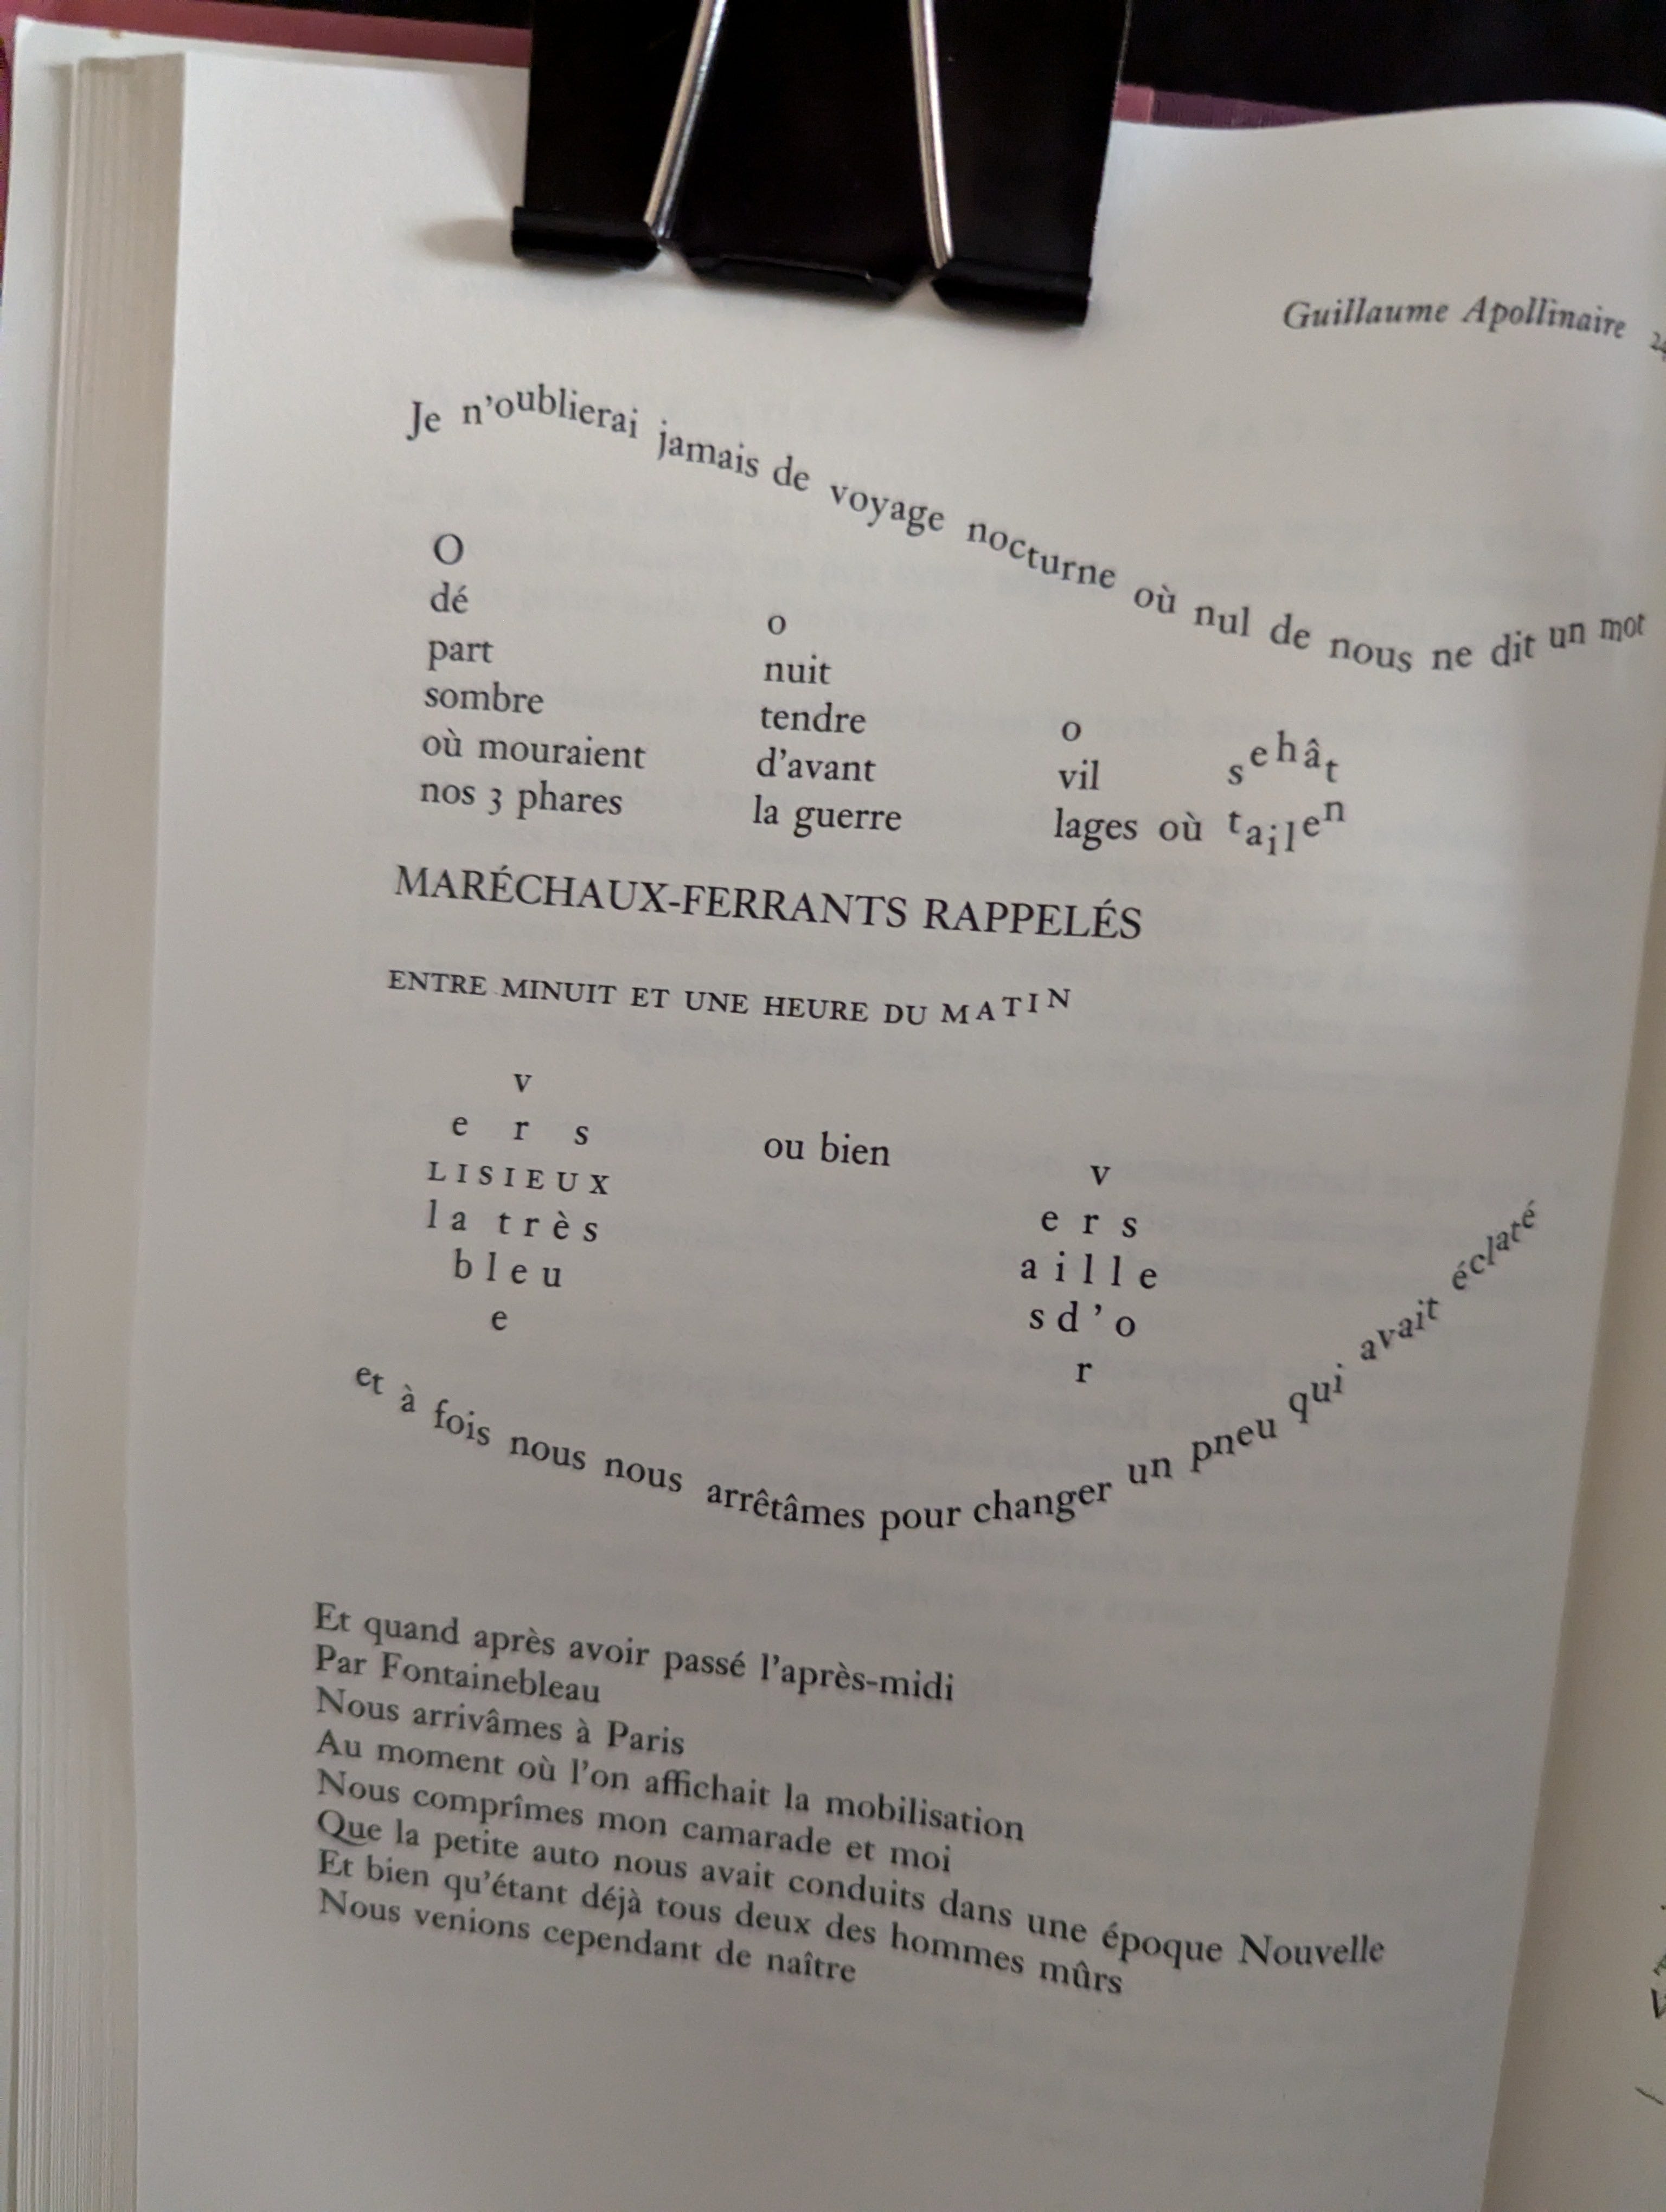 Guillaume Apollinaire
Je n'oublierai jamais de voyage nocturne où nul de nous ne dit un mot
O
dé
part
sombre
où mouraient
nos 3 phares
o
nuit
tendre
d'avant
la guerre
o
vil
lages où
sehât
tailen
MARÉCHAUX-FERRANTS RAPPELÉS
ENTRE MINUIT ET UNE HEURE DU MATIN
v
e r s
LISIEUX
la très
bleu
e
ou bien
v
e r s
a i l l e
s d ' o
r
et à fois nous nous arrêtâmes pour changer un pneu qui avait éclaté
Et quand après avoir passé l'après-midi
Par Fontainebleau
Nous arrivâmes à Paris
Au moment où l'on affichait la mobilisation
Nous comprîmes mon camarade et moi
Que la petite auto nous avait conduits dans une époque Nouvelle
Et bien qu'étant déjà tous deux des hommes mûrs
Nous venions cependant de naître